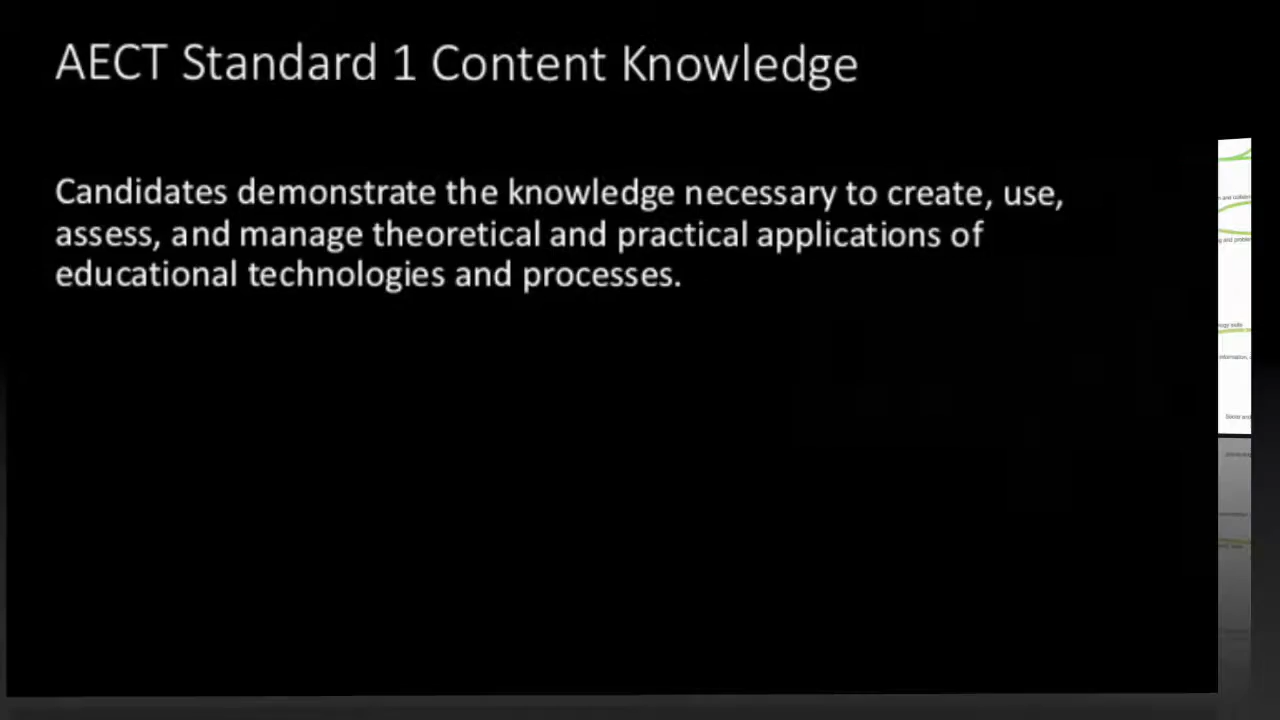 AECT Standard 1 Content Knowledge
Candidates demonstrate the knowledge necessary to create, use,
assess, and manage theoretical and practical applications of
educational technologies and processes.